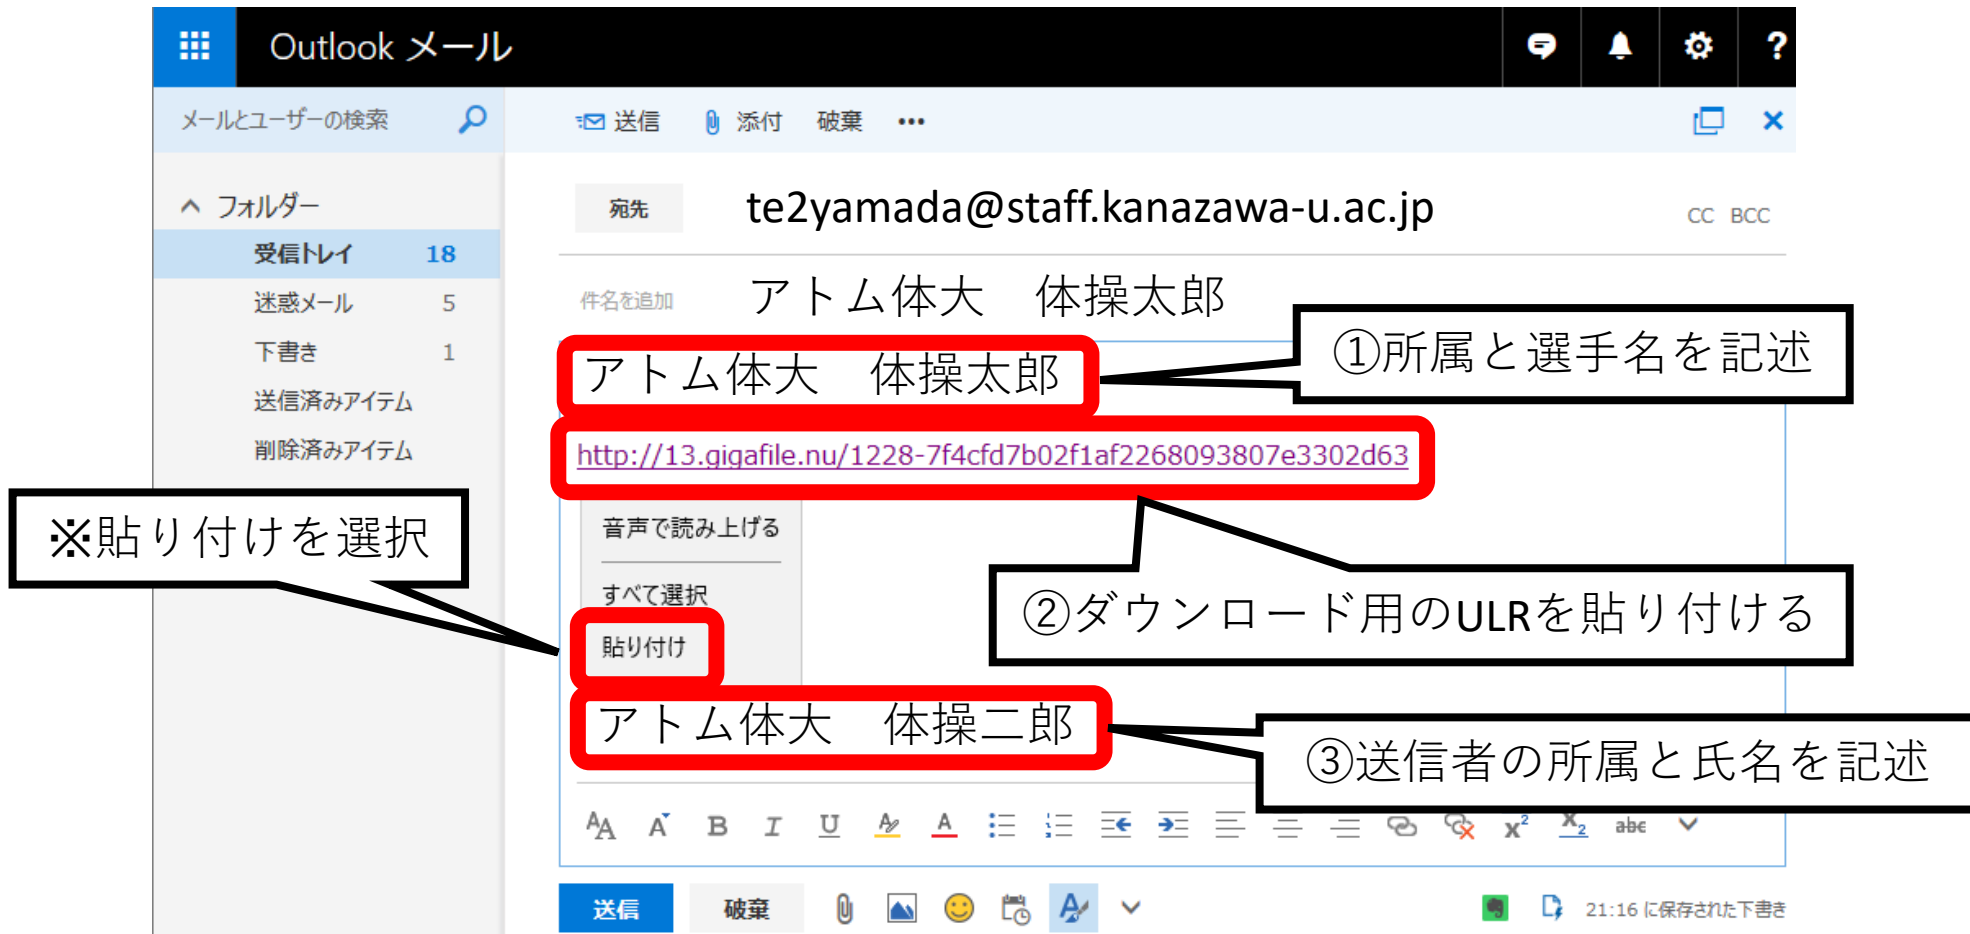 Outlook メール
メールとユーザーの検索
送信 添付 破棄 •••
フォルダー
受信トレイ 18
迷惑メール 5
下書き 1
送信済みアイテム
削除済みアイテム
宛先 te2yamada@staff.kanazawa-u.ac.jp CC BCC
件名を追加 アトム体大　体操太郎
アトム体大　体操太郎
①所属と選手名を記述
http://13.gigafile.nu/1228-7f4cfd7b02f1af2268093807e3302d63
※貼り付けを選択
音声で読み上げる
すべて選択
貼り付け
②ダウンロード用のULRを貼り付ける
アトム体大　体操二郎
③送信者の所属と氏名を記述
送信 破棄 21:16 に保存された下書き